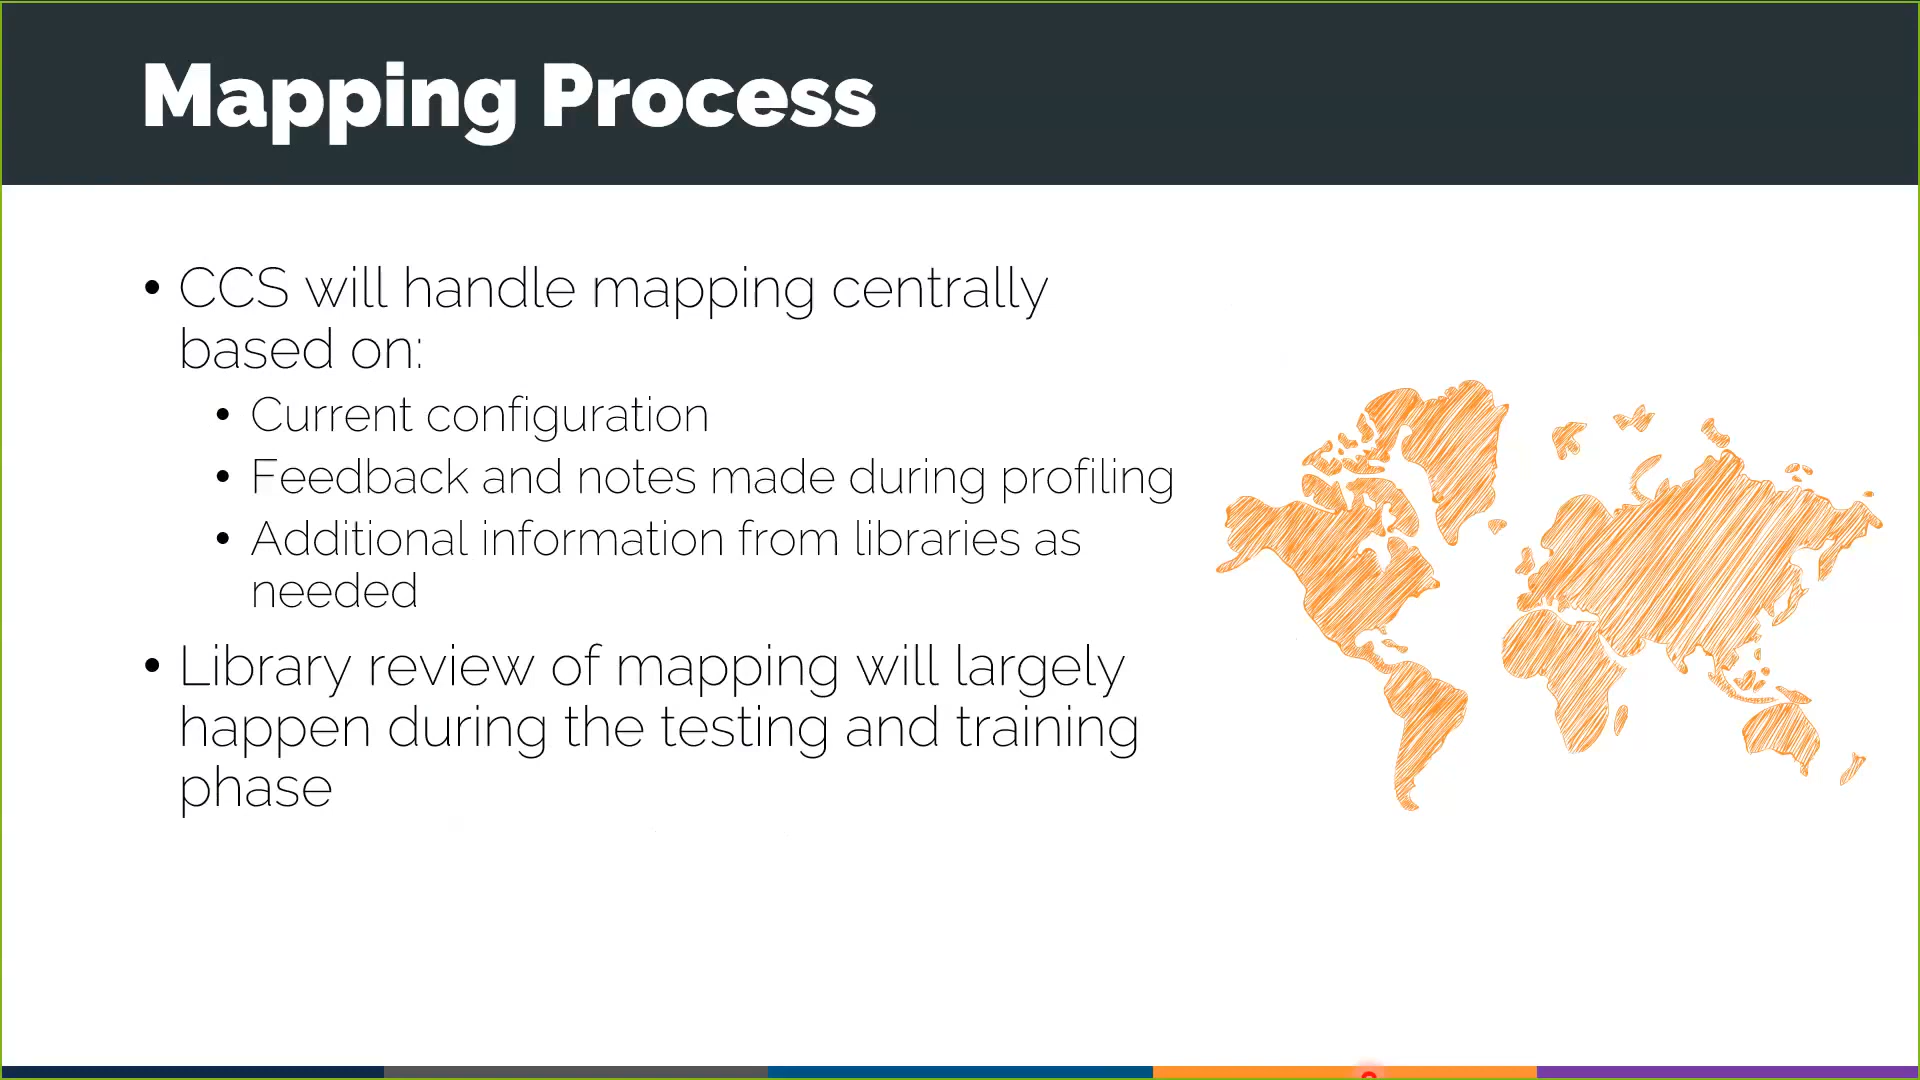 Mapping Process
• CCS will handle mapping centrally
based on:
• Current configuration
• Feedback and notes made during profiling
• Additional information from libraries as
needed
• Library review of mapping will largely
happen during the testing and training
phase